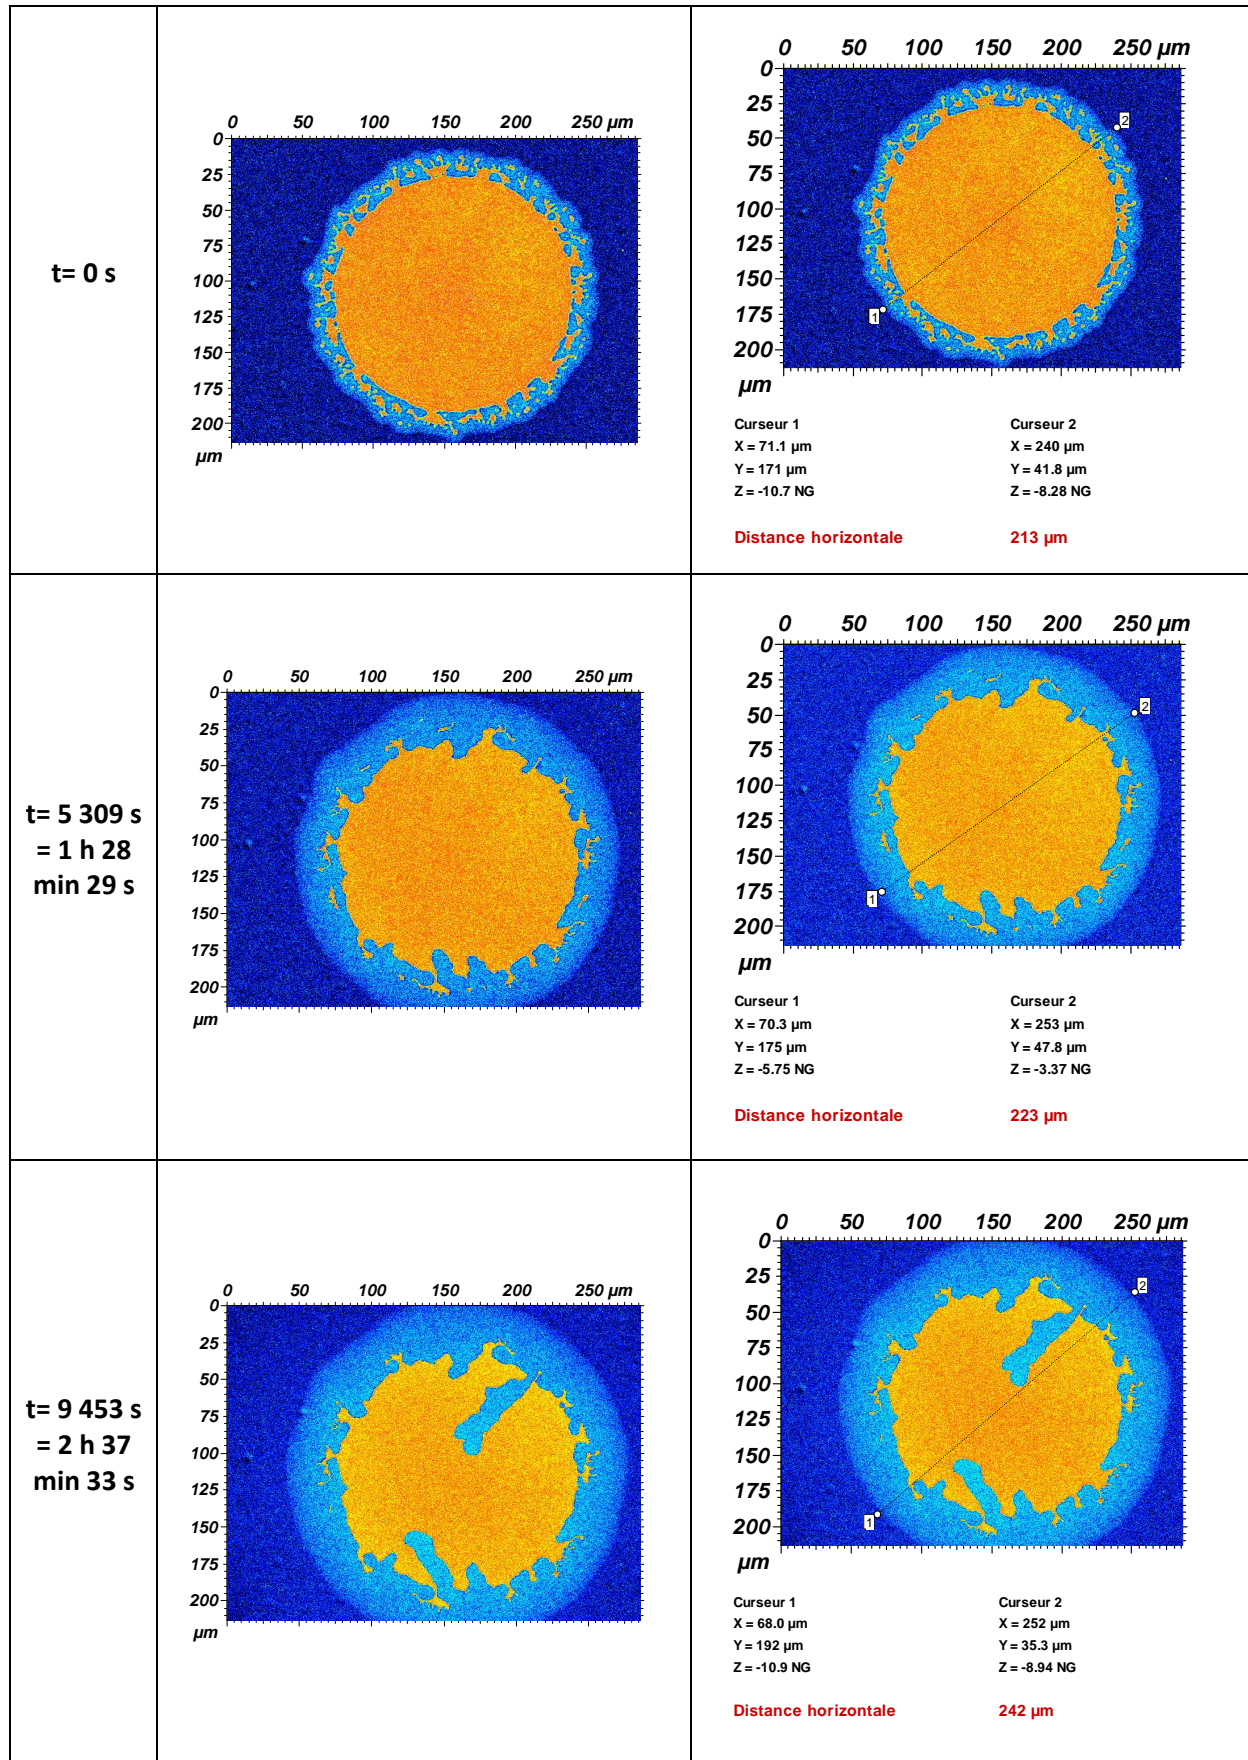 t= 0 s
0 50 100 150 200 250 µm
0
25
50
75
100
125
150
175
200
µm
0 50 100 150 200 250 µm
0
25
50
75
100
125
150
175
200
µm
2
1
Curseur 1 Curseur 2
X = 71.1 µm X = 240 µm
Y = 171 µm Y = 41.8 µm
Z = -10.7 NG Z = -8.28 NG
Distance horizontale 213 µm
t= 5 309 s
= 1 h 28
min 29 s
0 50 100 150 200 250 µm
0
25
50
75
100
125
150
175
200
µm
0 50 100 150 200 250 µm
0
25
50
75
100
125
150
175
200
µm
2
1
Curseur 1 Curseur 2
X = 70.3 µm X = 253 µm
Y = 175 µm Y = 47.8 µm
Z = -5.75 NG Z = -3.37 NG
Distance horizontale 223 µm
t= 9 453 s
= 2 h 37
min 33 s
0 50 100 150 200 250 µm
0
25
50
75
100
125
150
175
200
µm
0 50 100 150 200 250 µm
0
25
50
75
100
125
150
175
200
µm
2
1
Curseur 1 Curseur 2
X = 68.0 µm X = 252 µm
Y = 192 µm Y = 35.3 µm
Z = -10.9 NG Z = -8.94 NG
Distance horizontale 242 µm